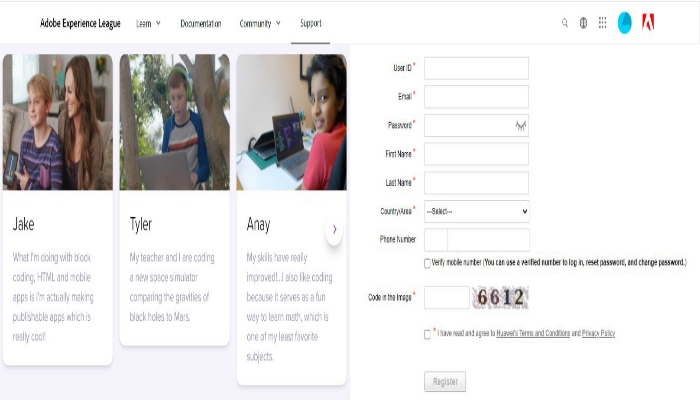 Adobe Experience League Learn Documentation Community Support
Jake
What I'm doing with block
coding, HTML and mobile
apps is I'm actually making
publishable apps which is
really cool!
Tyler
My teacher and I are coding
a new space simulator
comparing the gravities of
black holes to Mars.
Anay
My skills have really
improved!..I also like coding
because it serves as a fun
way to learn math, which is
one of my least favorite
subjects.
User ID *
Email *
Password *
First Name *
Last Name *
Country/Area * ---Select---
Phone Number
Verify mobile number (You can use a verified number to log in, reset password, and change password.)
Code in the Image * 6612
* I have read and agree to Huawei's Terms and Conditions and Privacy Policy
Register